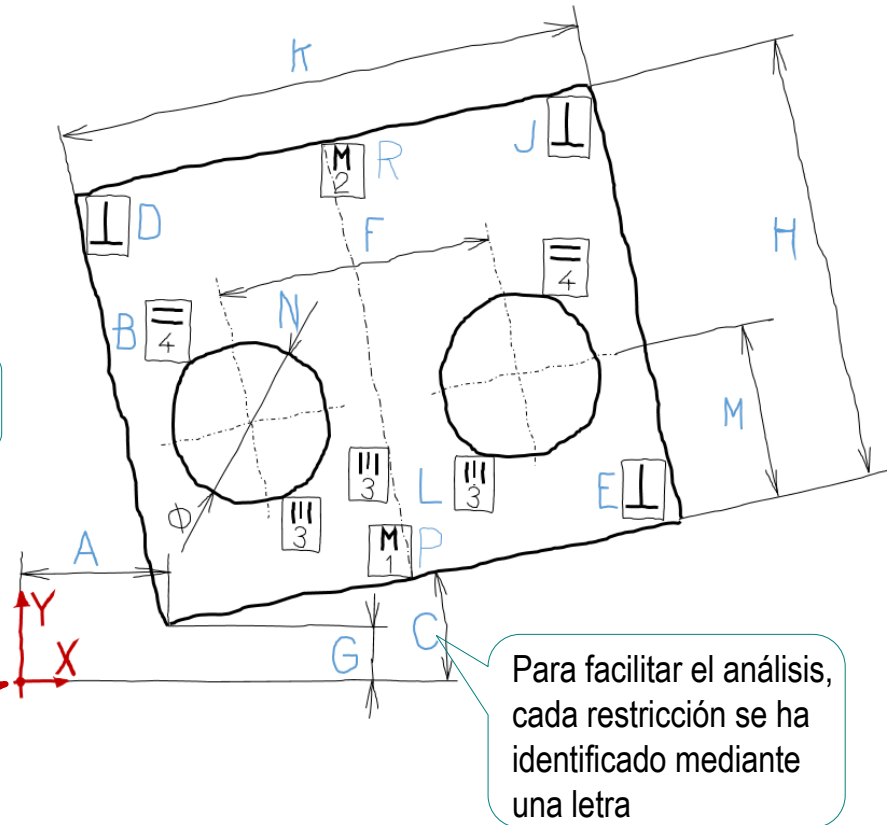 K
J
M
2
R
D
F
H
4
B
4
N
M
3
L
3
E
Φ
3
M
1
P
A
Y
X
G
C
Para facilitar el análisis,
cada restricción se ha
identificado mediante
una letra